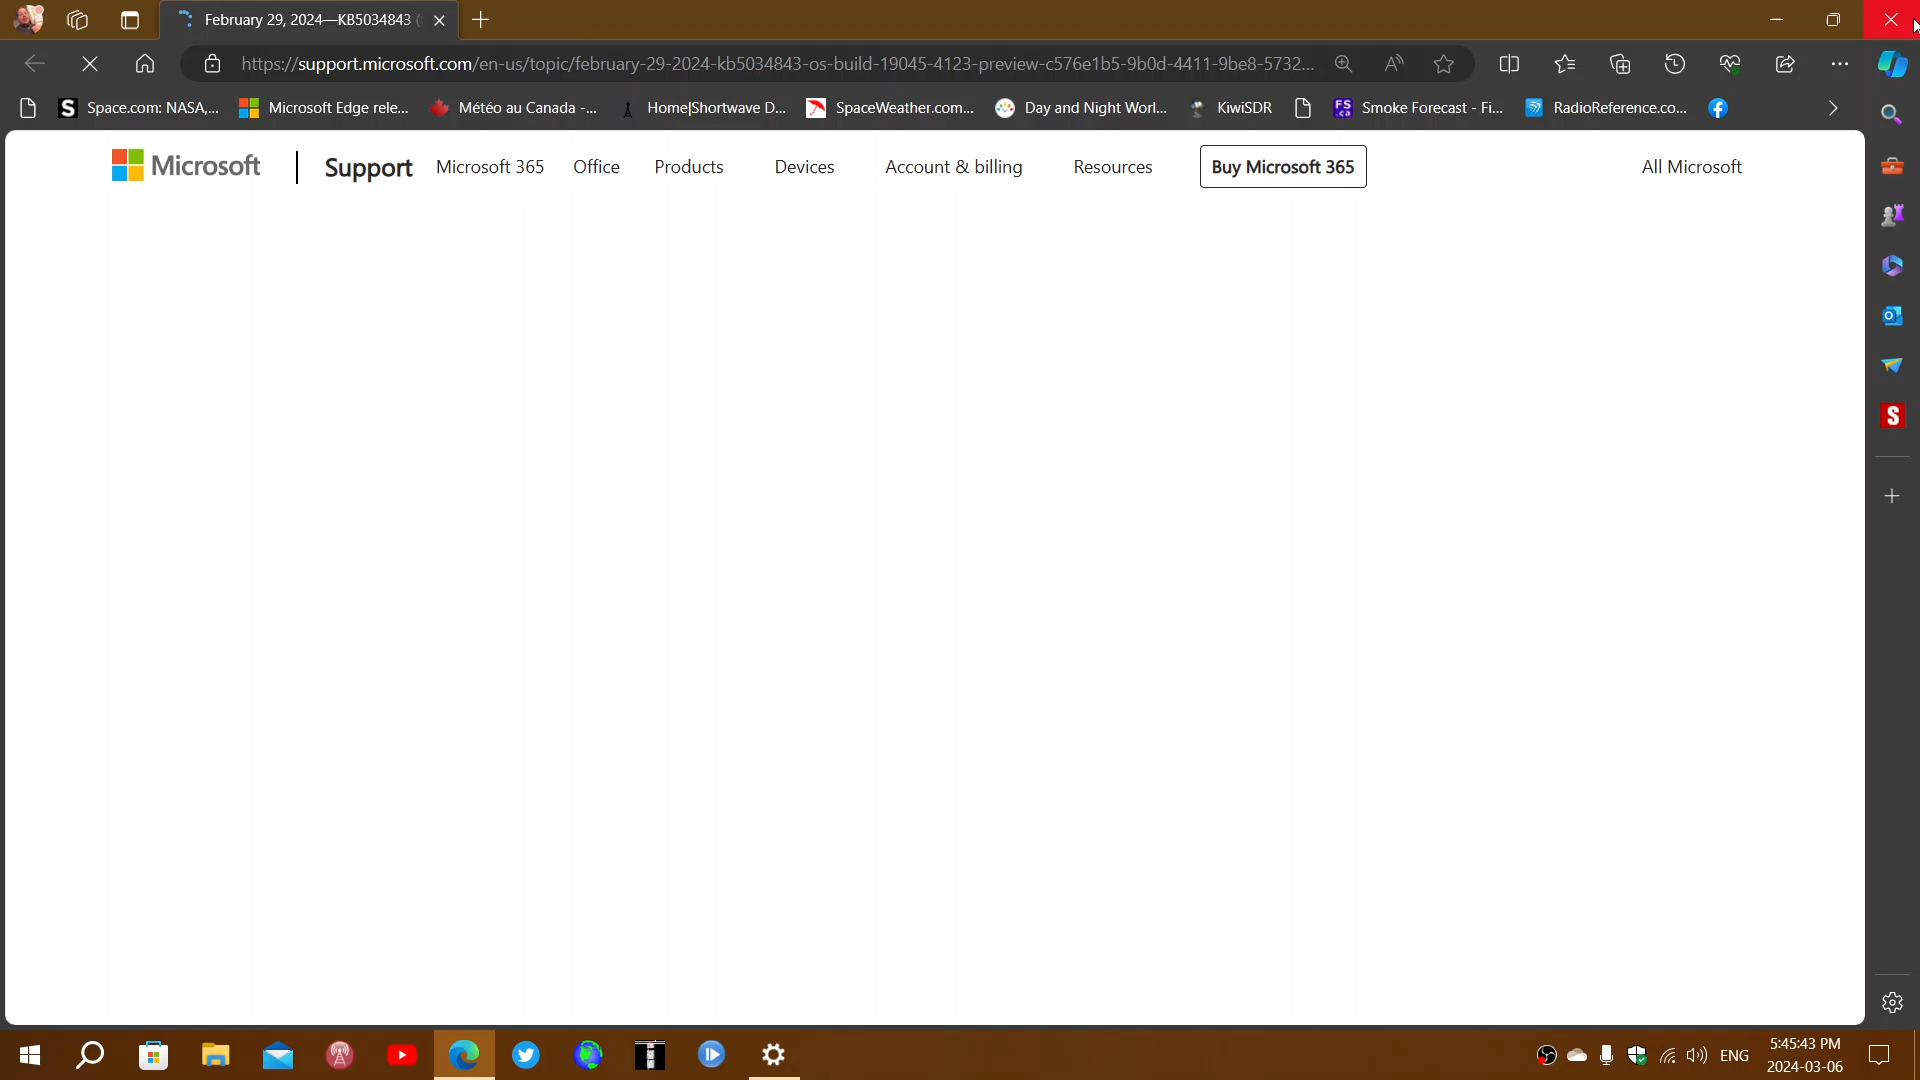 February 29, 2024—KB5034843
https://support.microsoft.com/en-us/topic/february-29-2024-kb5034843-os-build-19045-4123-preview-c576e1b5-9b0d-4411-9be8-5732...
Space.com: NASA,... Microsoft Edge rele... Météo au Canada -... Home|Shortwave D... SpaceWeather.com... Day and Night Worl... KiwiSDR FS.ca Smoke Forecast - Fi... RadioReference.co...
Microsoft Support Microsoft 365 Office Products Devices Account & billing Resources Buy Microsoft 365 All Microsoft
ENG 5:45:43 PM
2024-03-06